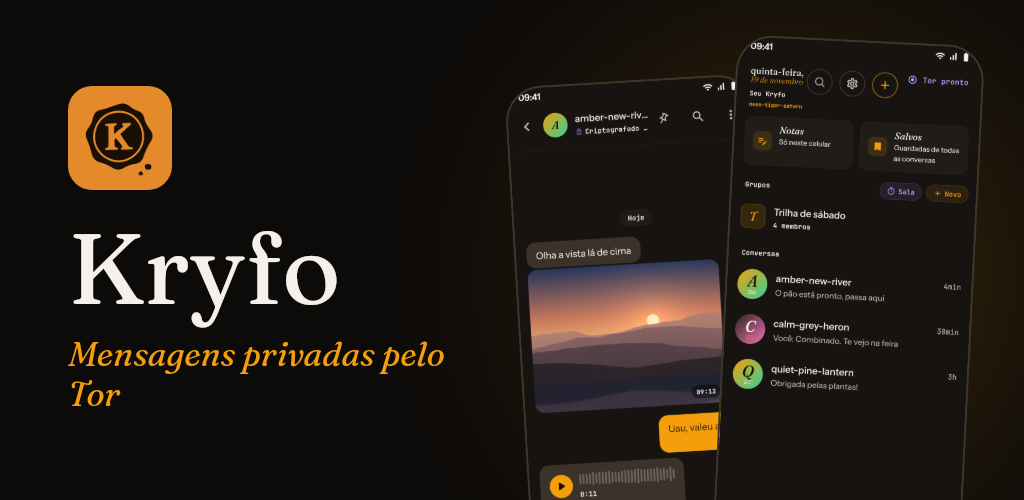 K
Kryfo
Mensagens privadas pelo
Tor
09:41
A
amber-new-riv…
Criptografado …
Hoje
Olha a vista lá de cima
09:12
Uau, valeu
0:11
09:41
quinta-feira,
19 de novembro
Tor pronto
Seu Kryfo
neon-tiger-saturn
Notas
Só neste celular
Salvos
Guardadas de todas
as conversas
Grupos
Sala
+ Novo
T
Trilha de sábado
4 membros
Conversas
A
amber-new-river
4min
O pão está pronto, passa aqui
C
calm-grey-heron
38min
Você: Combinado. Te vejo na feira
Q
quiet-pine-lantern
3h
Obrigada pelas plantas!